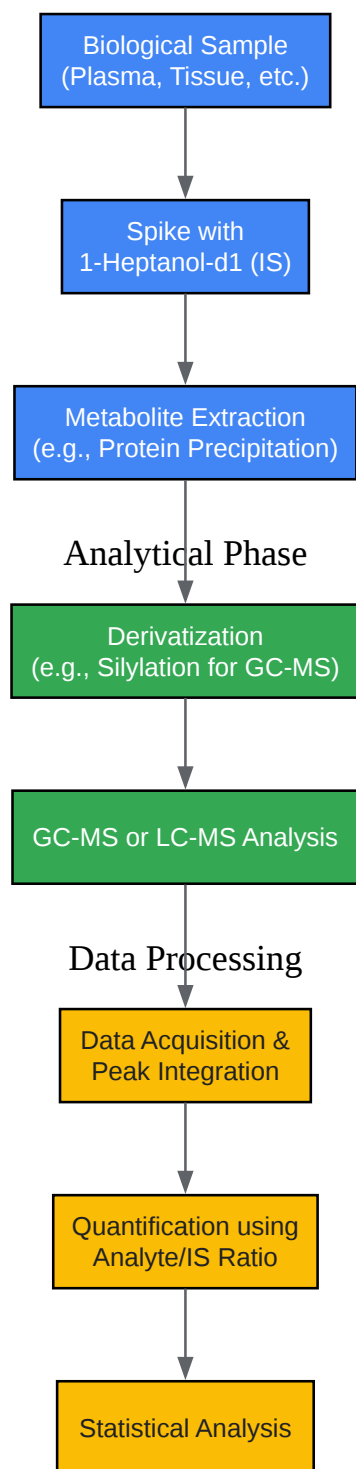 Biological Sample
(Plasma, Tissue, etc.)
Spike with
1-Heptanol-d1 (IS)
Metabolite Extraction
(e.g., Protein Precipitation)
Analytical Phase
Derivatization
(e.g., Silylation for GC-MS)
GC-MS or LC-MS Analysis
Data Processing
Data Acquisition &
Peak Integration
Quantification using
Analyte/IS Ratio
Statistical Analysis